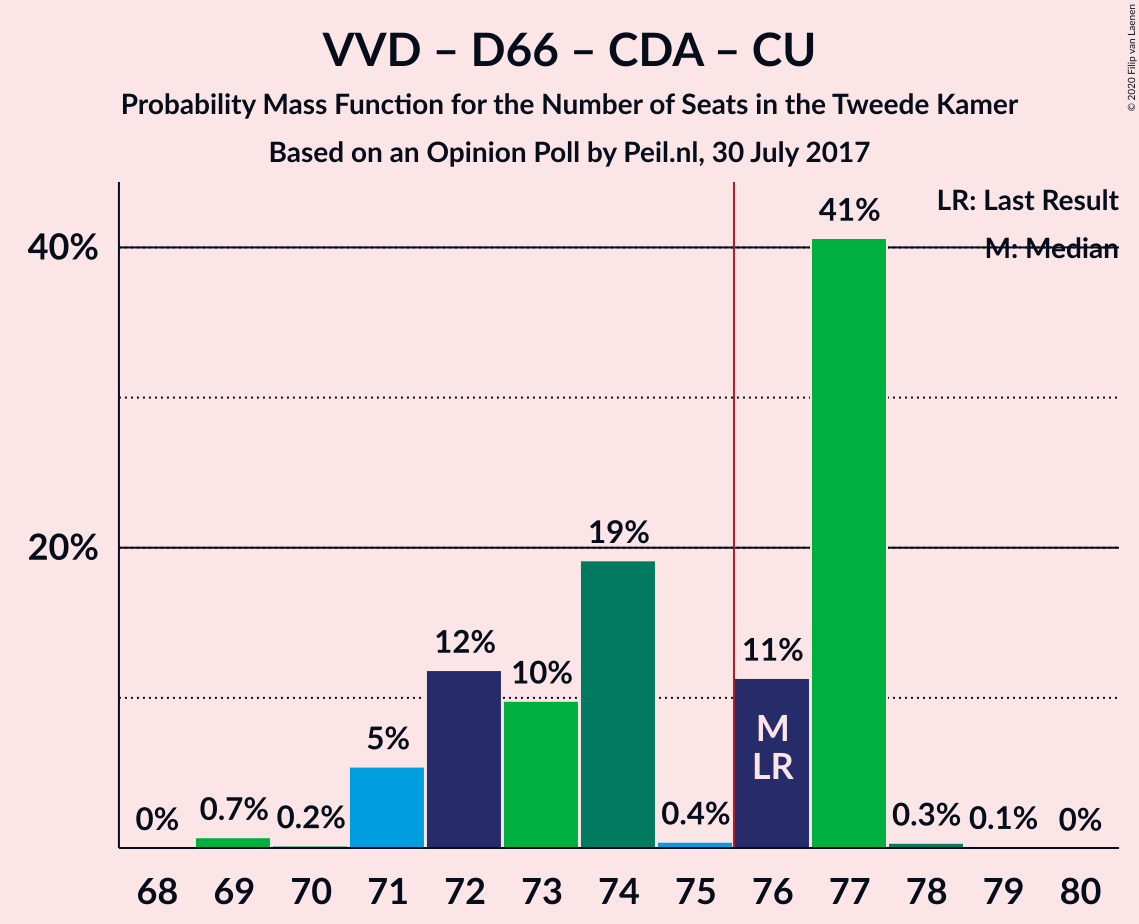 VVD – D66 – CDA – CU
Probability Mass Function for the Number of Seats in the Tweede Kamer
Based on an Opinion Poll by Peil.nl, 30 July 2017
© 2020 Filip van Laenen
LR: Last Result
M: Median
40%
20%
0%
0.7%
0.2%
5%
12%
10%
19%
0.4%
11%
41%
0.3%
0.1%
0%
M
LR
68 69 70 71 72 73 74 75 76 77 78 79 80